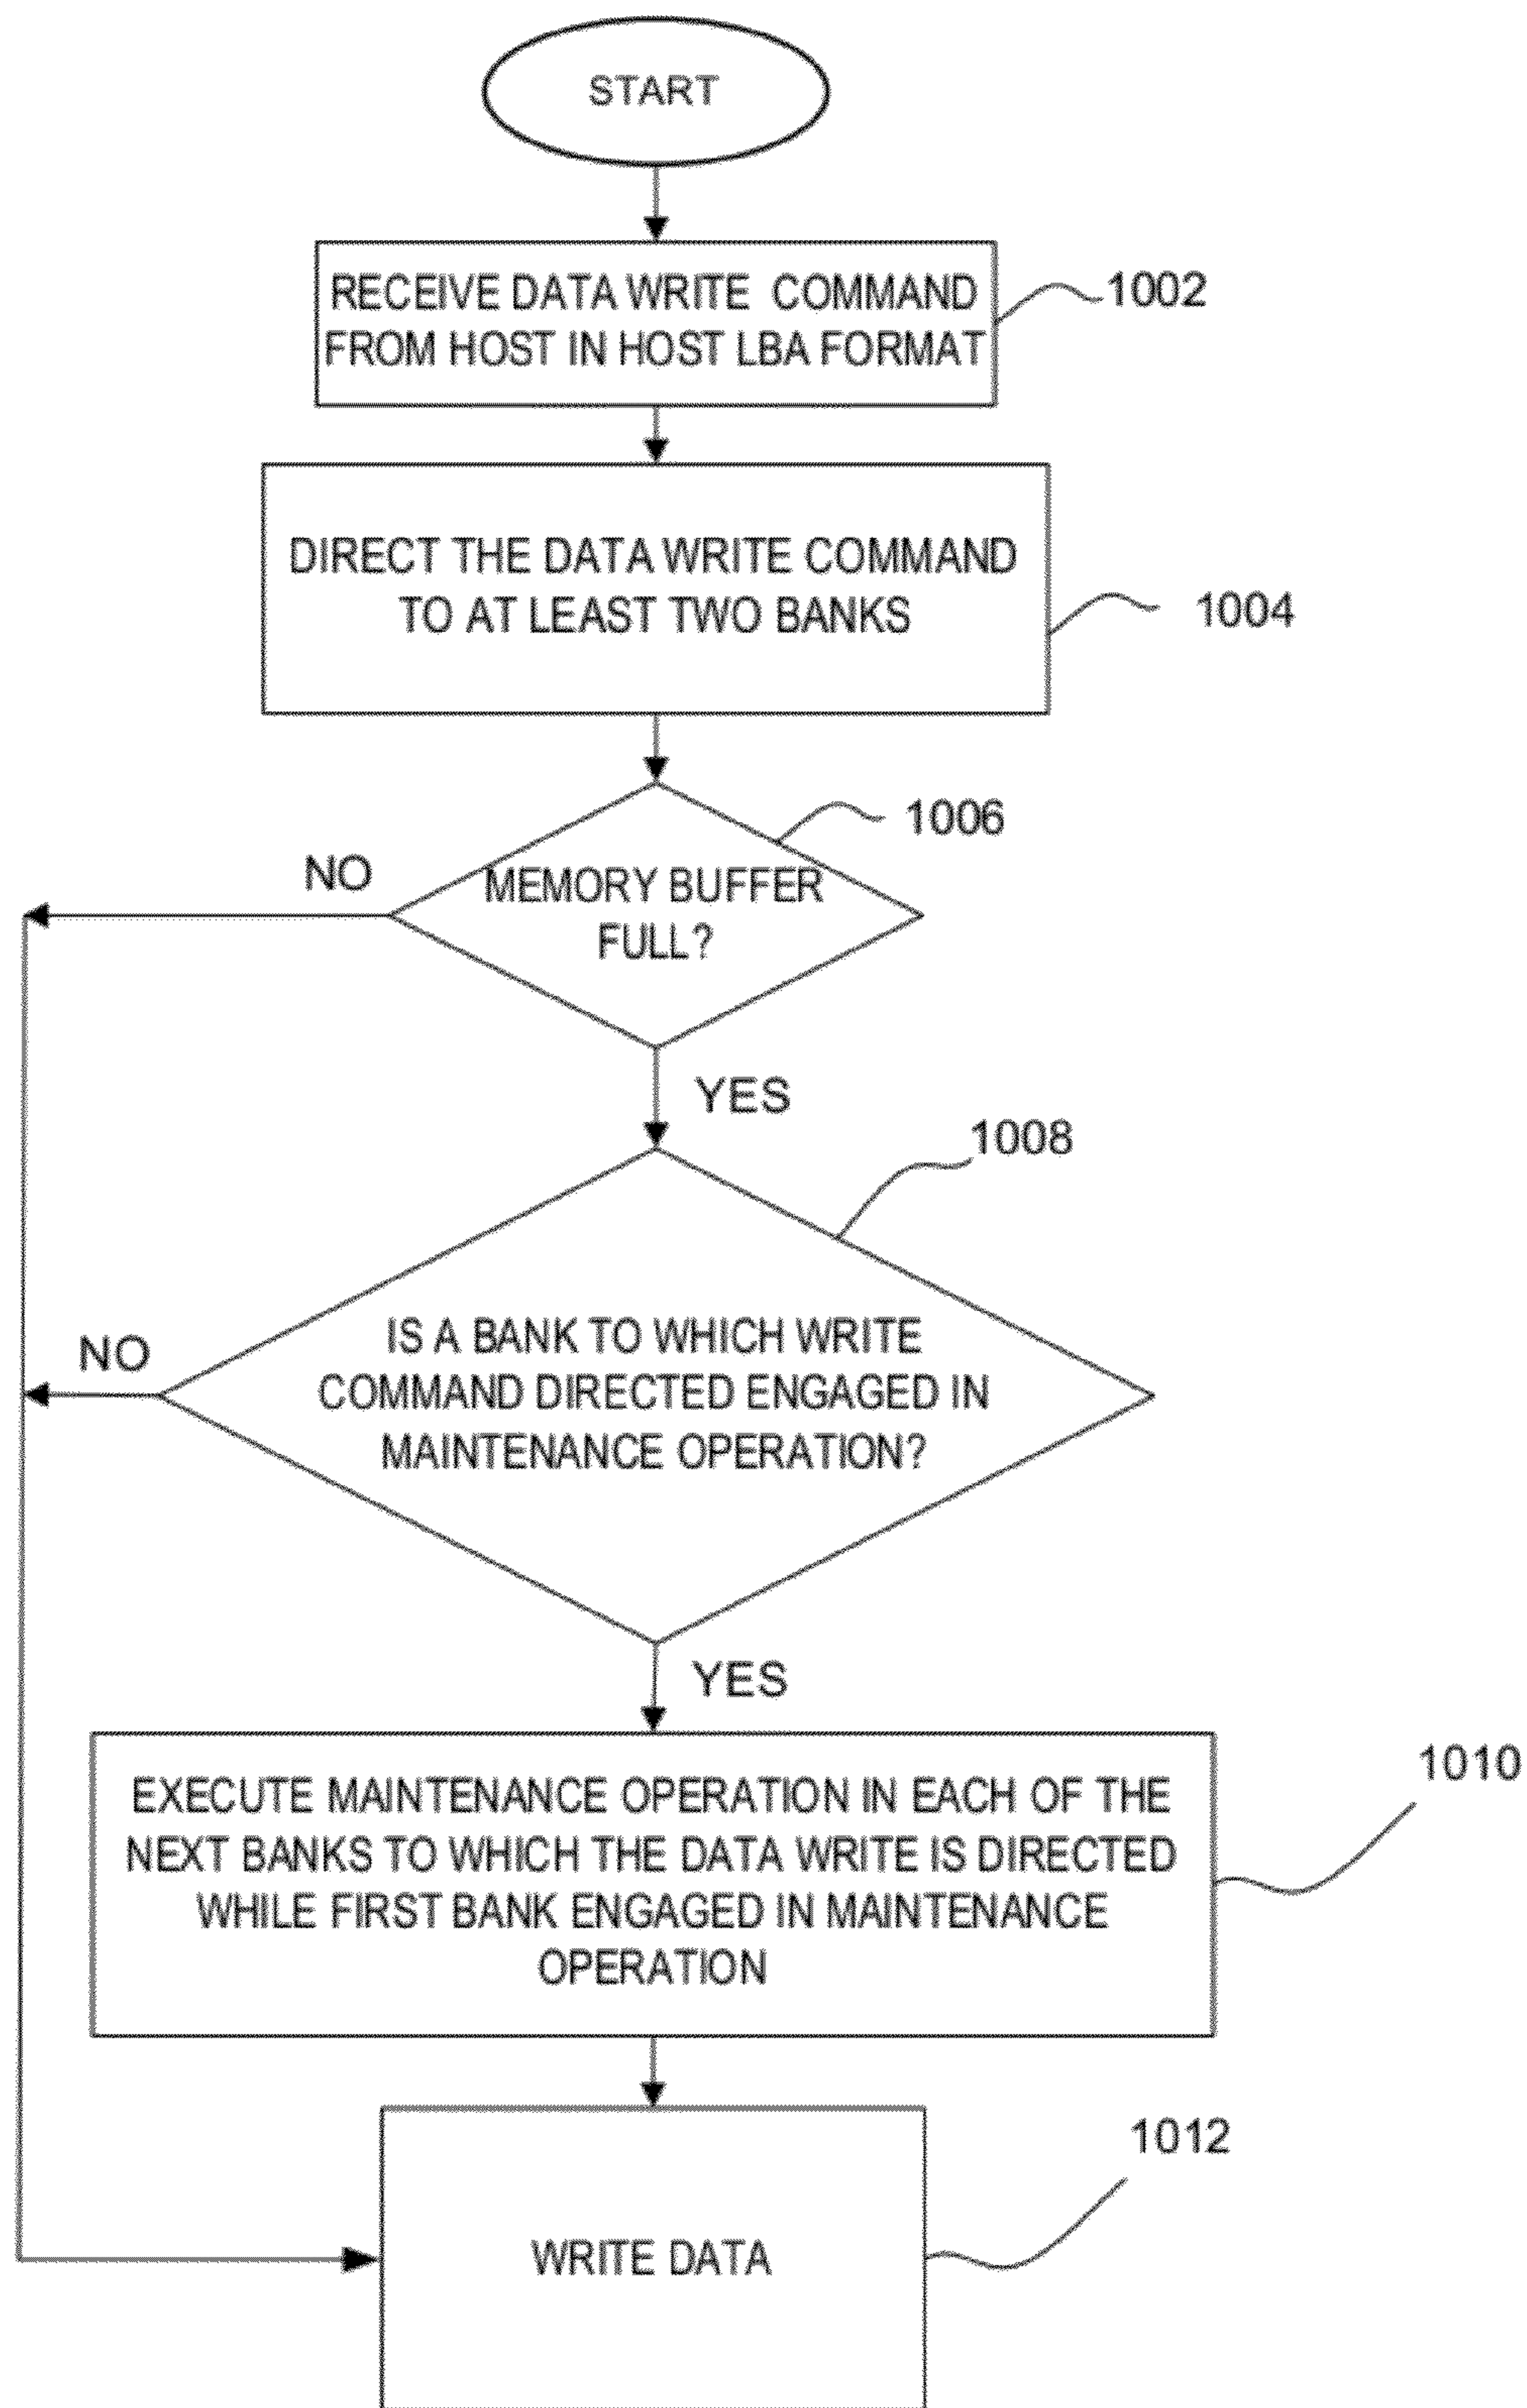 START
RECEIVE DATA WRITE COMMAND
FROM HOST IN HOST LBA FORMAT
1002
DIRECT THE DATA WRITE COMMAND
TO AT LEAST TWO BANKS
1004
1006
NO
MEMORY BUFFER
FULL?
YES
1008
NO
IS A BANK TO WHICH WRITE
COMMAND DIRECTED ENGAGED IN
MAINTENANCE OPERATION?
YES
1010
EXECUTE MAINTENANCE OPERATION IN EACH OF THE
NEXT BANKS TO WHICH THE DATA WRITE IS DIRECTED
WHILE FIRST BANK ENGAGED IN MAINTENANCE
OPERATION
1012
WRITE DATA